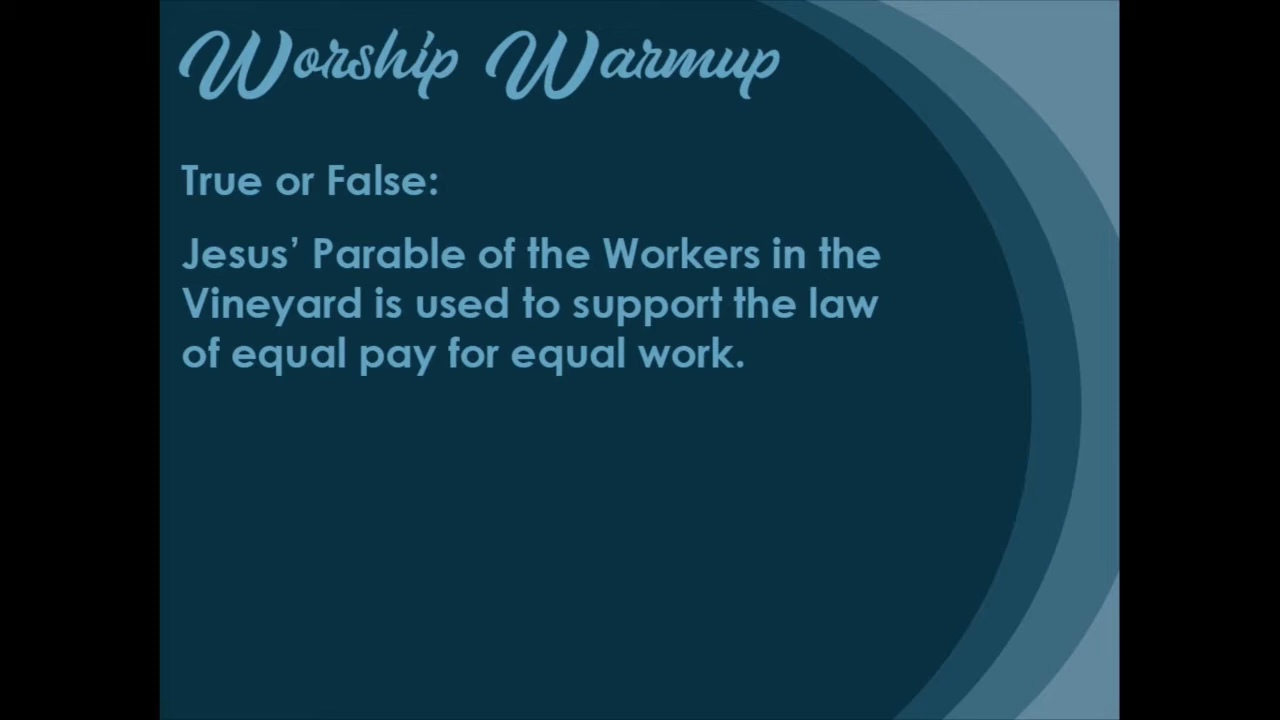 Worship Warmup
True or False:
Jesus’ Parable of the Workers in the
Vineyard is used to support the law
of equal pay for equal work.